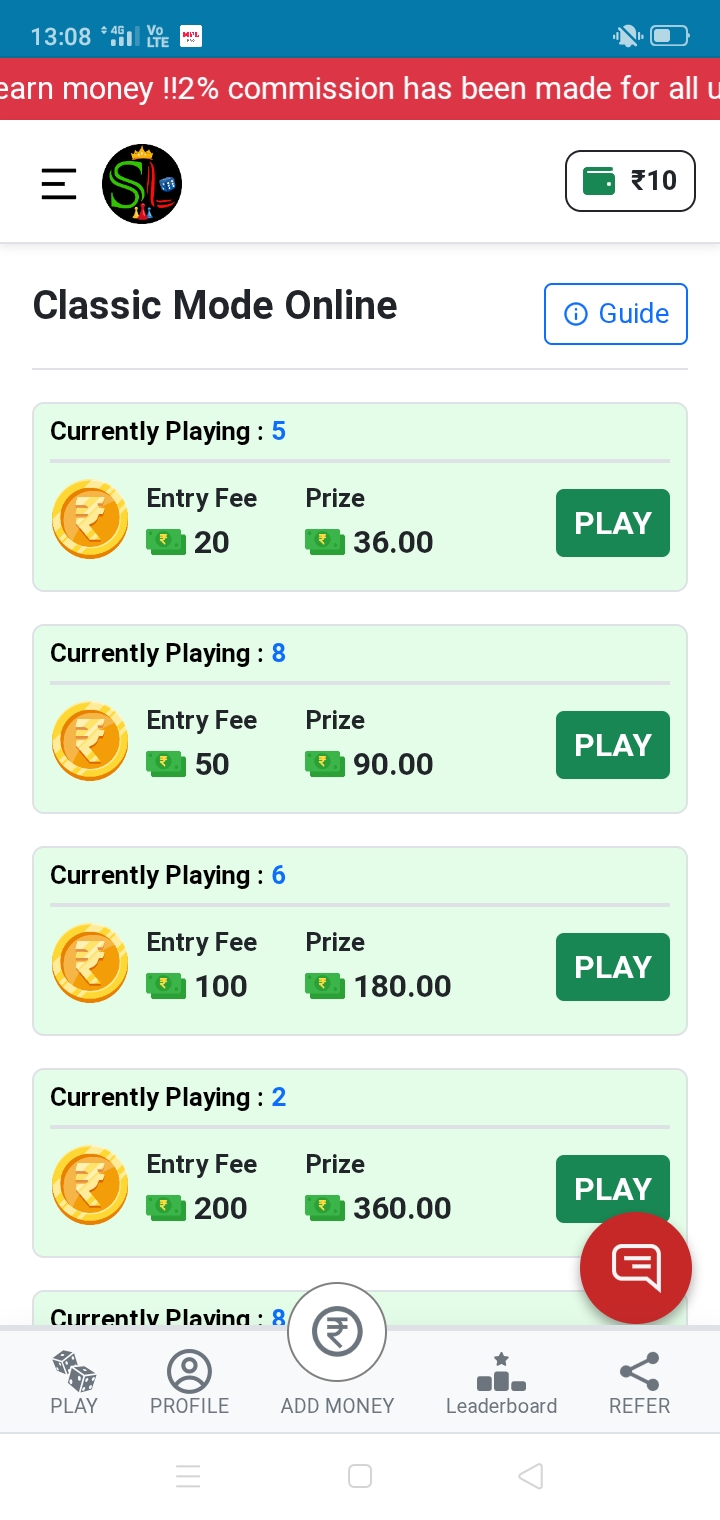 13:08 4G Vo LTE MPL
earn money !!2% commission has been made for all u
SL ₹10
Classic Mode Online
Guide
Currently Playing : 5
Entry Fee Prize
20 36.00
PLAY
Currently Playing : 8
Entry Fee Prize
50 90.00
PLAY
Currently Playing : 6
Entry Fee Prize
100 180.00
PLAY
Currently Playing : 2
Entry Fee Prize
200 360.00
PLAY
Currently Playing : 8
PLAY PROFILE ADD MONEY Leaderboard REFER